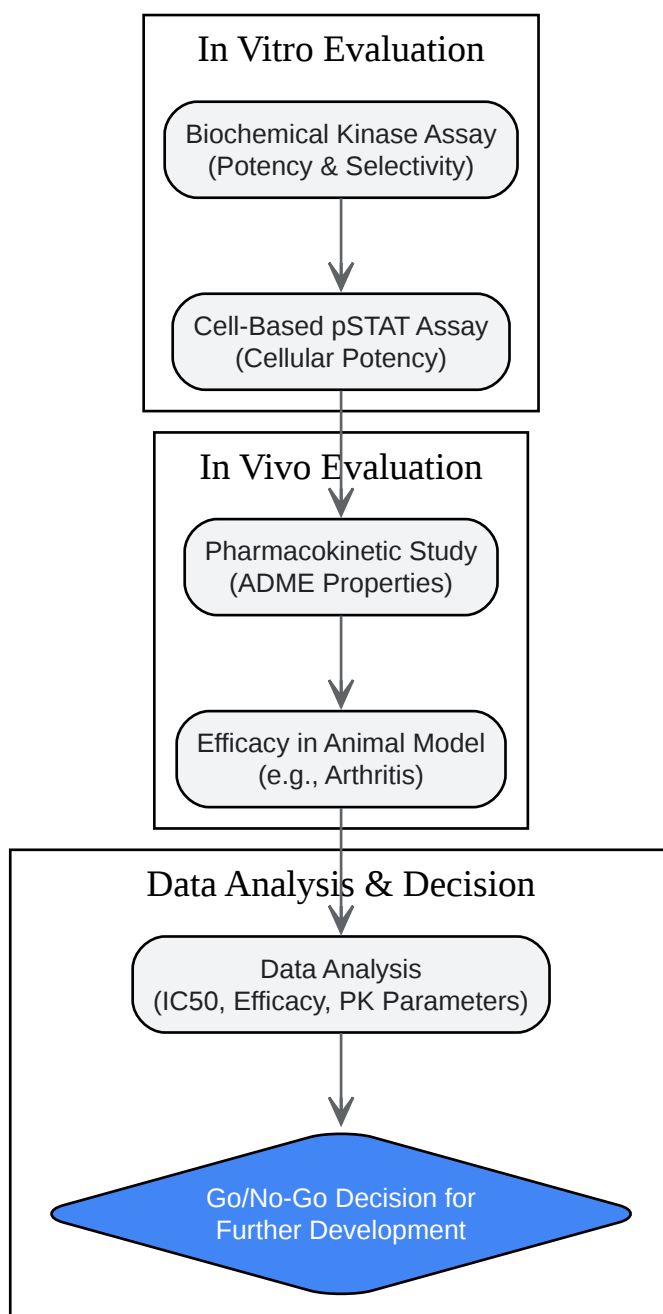 In Vitro Evaluation
Biochemical Kinase Assay
(Potency & Selectivity)
Cell-Based pSTAT Assay
(Cellular Potency)
In Vivo Evaluation
Pharmacokinetic Study
(ADME Properties)
Efficacy in Animal Model
(e.g., Arthritis)
Data Analysis & Decision
Data Analysis
(IC50, Efficacy, PK Parameters)
Go/No-Go Decision for
Further Development